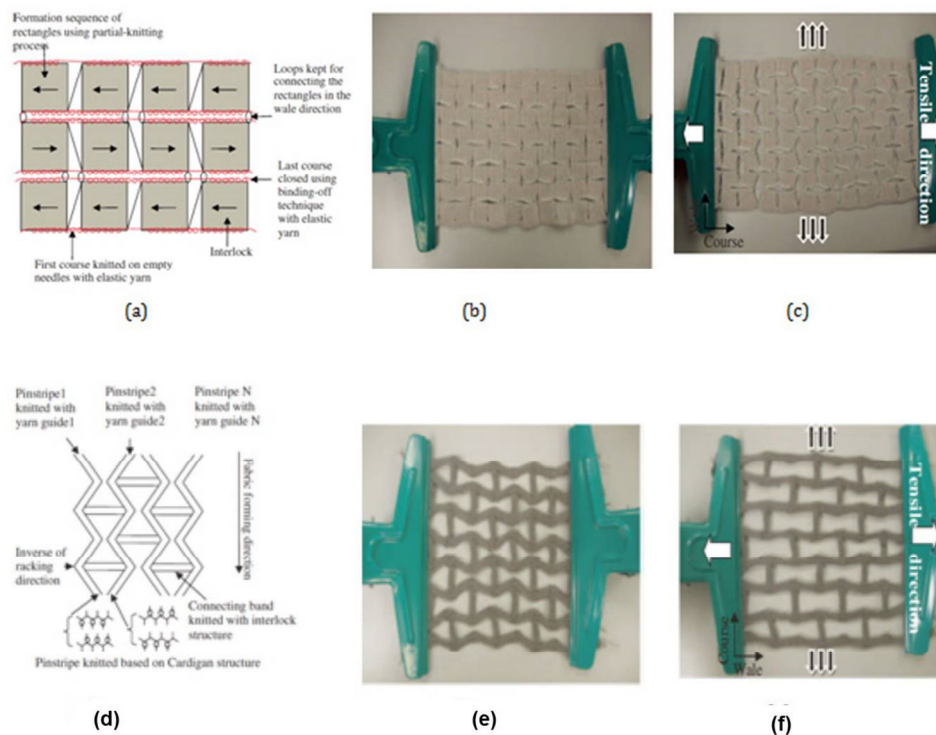 Formation sequence of
rectangles using partial-knitting
process
Loops kept for
connecting the
rectangles in the
wale direction
Last course
closed using
binding-off
technique
with elastic
yarn
Interlock
First course knitted on empty
needles with elastic yarn
(a)
(b)
Tensile direction
Course
(c)
Pinstripe1
knitted with
yarn guide1
Pinstripe2
knitted with
yarn guide2
Pinstripe N
knitted with
yarn guide N
Fabric forming direction
Inverse of
racking
direction
Connecting band
knitted with interlock
structure
Pinstripe knitted based on Cardigan structure
(d)
(e)
Tensile direction
Course
Wale
(f)